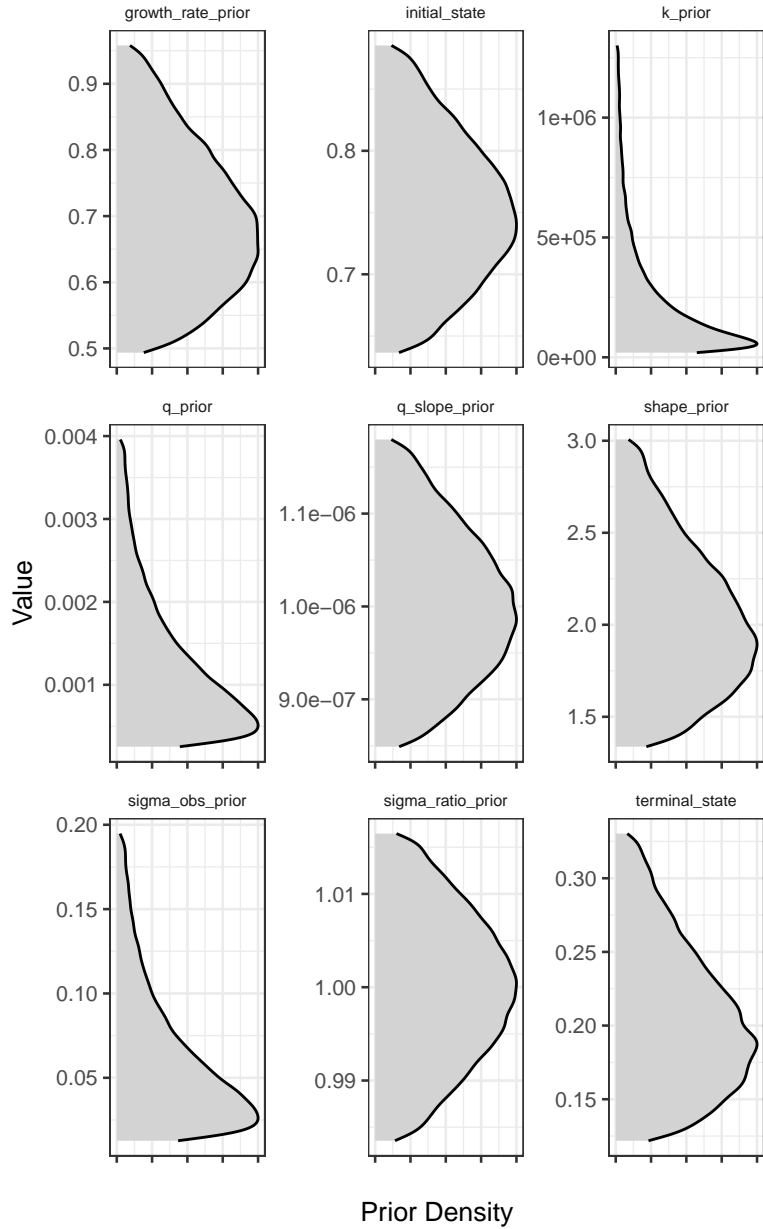 growth_rate_prior
initial_state
k_prior
0.9
0.8
0.7
0.6
0.5
0.8
0.7
1e+06
5e+05
0e+00
q_prior
q_slope_prior
shape_prior
0.004
0.003
0.002
0.001
1.1e−06
1.0e−06
9.0e−07
3.0
2.5
2.0
1.5
Value
sigma_obs_prior
sigma_ratio_prior
terminal_state
0.20
0.15
0.10
0.05
1.01
1.00
0.99
0.30
0.25
0.20
0.15
Prior Density